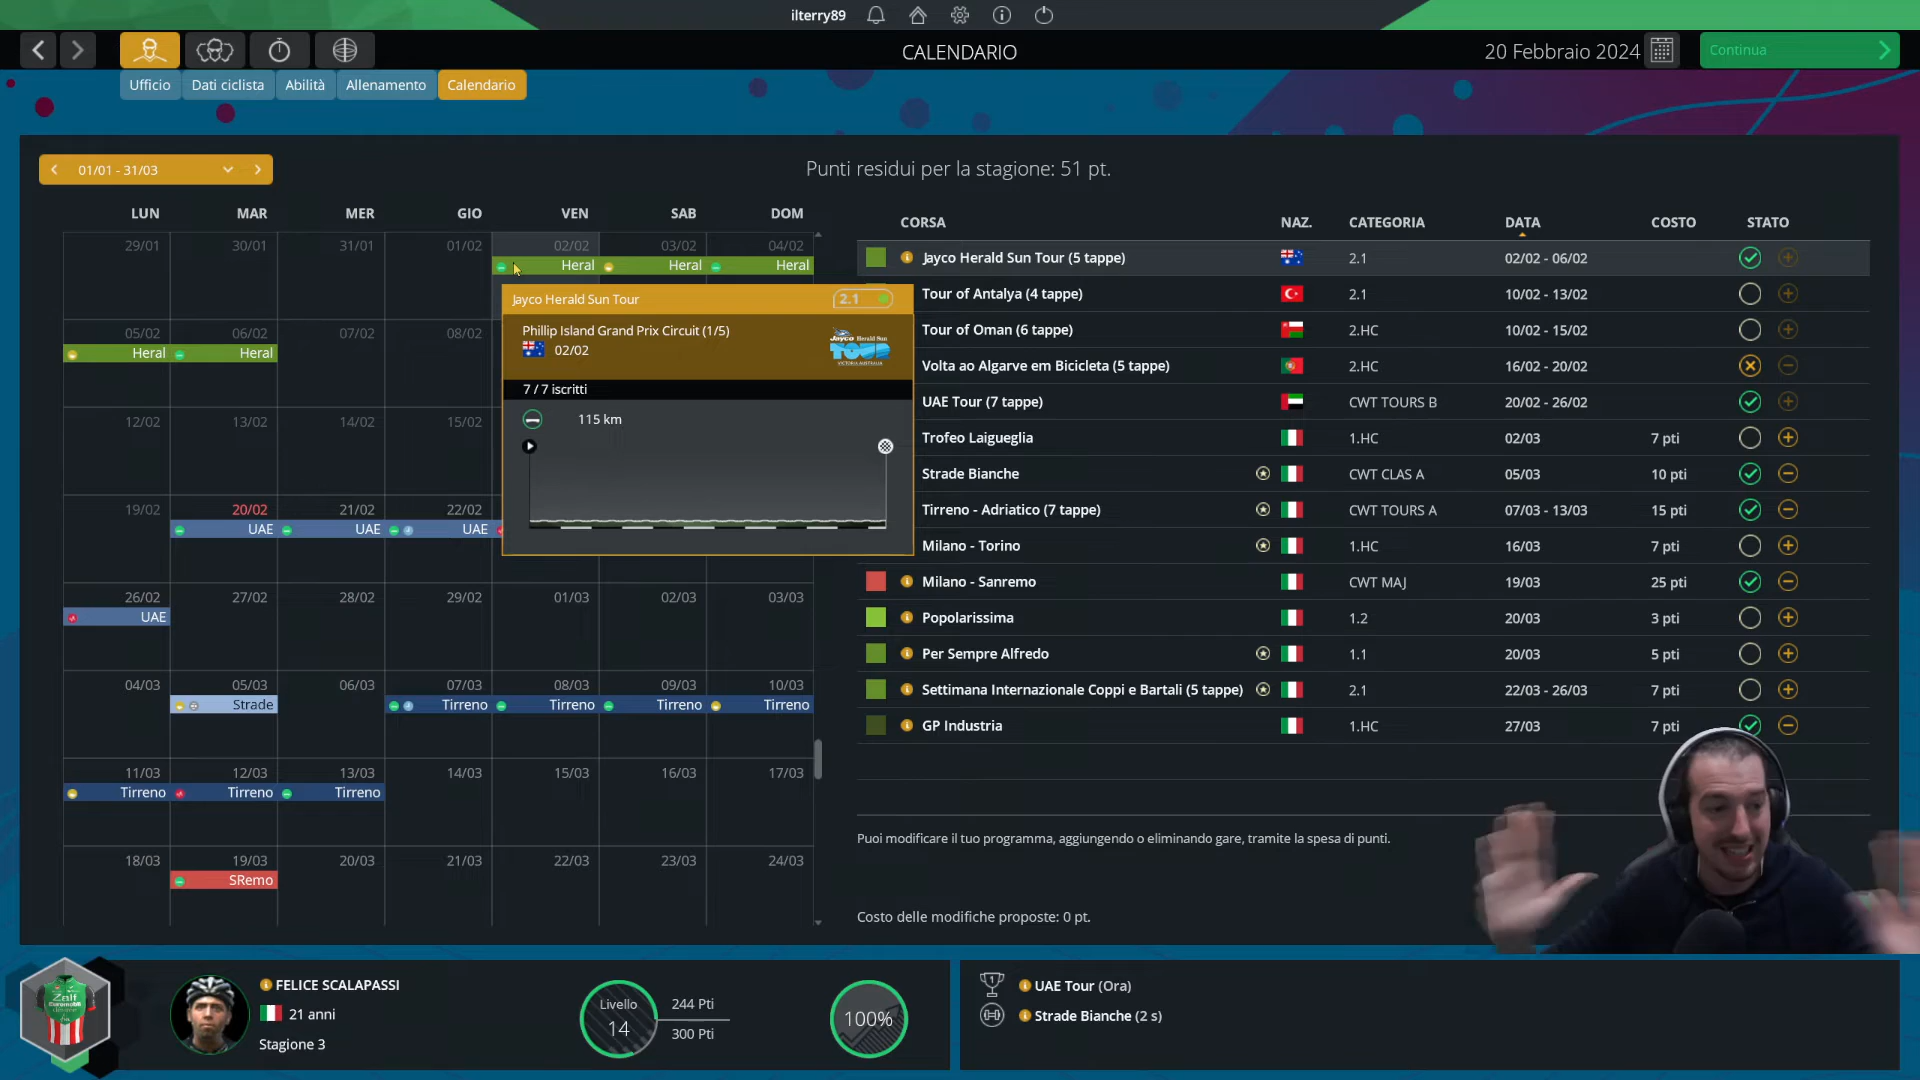 ilterry89
CALENDARIO
20 Febbraio 2024
Continua
Ufficio
Dati ciclista
Abilità
Allenamento
Calendario
01/01 - 31/03
Punti residui per la stagione: 51 pt.
LUN MAR MER GIO VEN SAB DOM
29/01 30/01 31/01 01/02 02/02 03/02 04/02
Heral Heral Heral
05/02 06/02 07/02 08/02
Heral Heral
12/02 13/02 14/02 15/02
19/02 20/02 21/02 22/02
UAE UAE UAE
26/02 27/02 28/02 29/02 01/03 02/03 03/03
UAE
04/03 05/03 06/03 07/03 08/03 09/03 10/03
Strade Tirreno Tirreno Tirreno Tirreno
11/03 12/03 13/03 14/03 15/03 16/03 17/03
Tirreno Tirreno Tirreno
18/03 19/03 20/03 21/03 22/03 23/03 24/03
SRemo
Jayco Herald Sun Tour 2.1
Phillip Island Grand Prix Circuit (1/5)
02/02
Jayco Herald Sun
TOUR
VICTORIA AUSTRALIA
7 / 7 iscritti
115 km
CORSA NAZ. CATEGORIA DATA COSTO STATO
Jayco Herald Sun Tour (5 tappe) 2.1 02/02 - 06/02
Tour of Antalya (4 tappe) 2.1 10/02 - 13/02
Tour of Oman (6 tappe) 2.HC 10/02 - 15/02
Volta ao Algarve em Bicicleta (5 tappe) 2.HC 16/02 - 20/02
UAE Tour (7 tappe) CWT TOURS B 20/02 - 26/02
Trofeo Laigueglia 1.HC 02/03 7 pti
Strade Bianche CWT CLAS A 05/03 10 pti
Tirreno - Adriatico (7 tappe) CWT TOURS A 07/03 - 13/03 15 pti
Milano - Torino 1.HC 16/03 7 pti
Milano - Sanremo CWT MAJ 19/03 25 pti
Popolarissima 1.2 20/03 3 pti
Per Sempre Alfredo 1.1 20/03 5 pti
Settimana Internazionale Coppi e Bartali (5 tappe) 2.1 22/03 - 26/03 7 pti
GP Industria 1.HC 27/03 7 pti
Puoi modificare il tuo programma, aggiungendo o eliminando gare, tramite la spesa di punti.
Costo delle modifiche proposte: 0 pt.
Zalf
FELICE SCALAPASSI
21 anni
Stagione 3
Livello
14
244 Pti
300 Pti
100%
UAE Tour (Ora)
Strade Bianche (2 s)